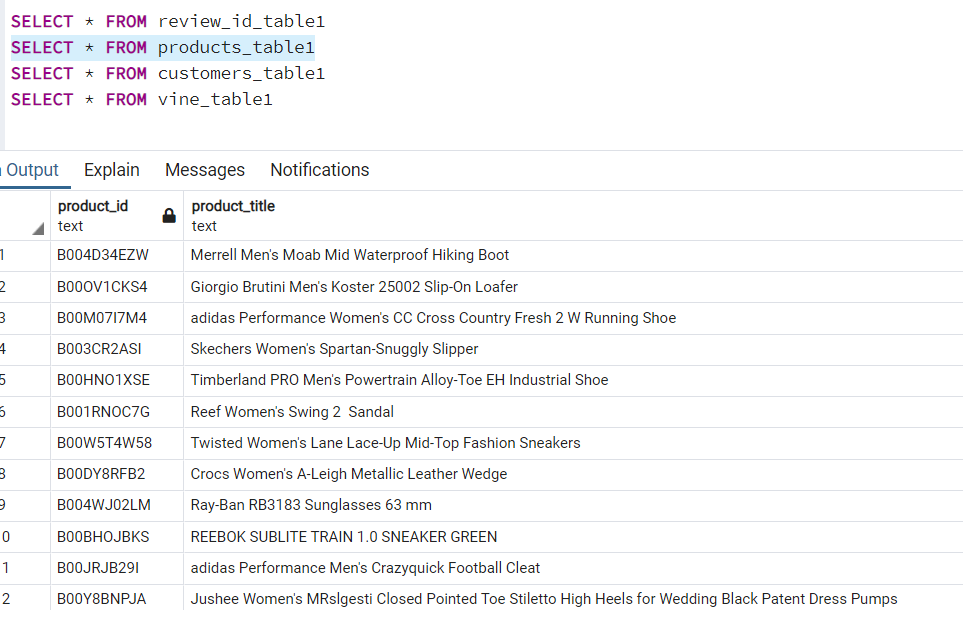 SELECT * FROM review_id_table1
SELECT * FROM products_table1
SELECT * FROM customers_table1
SELECT * FROM vine_table1
Output Explain Messages Notifications
product_id product_title
text text
1 B004D34EZW Merrell Men's Moab Mid Waterproof Hiking Boot
2 B00OV1CKS4 Giorgio Brutini Men's Koster 25002 Slip-On Loafer
3 B00M07I7M4 adidas Performance Women's CC Cross Country Fresh 2 W Running Shoe
4 B003CR2ASI Skechers Women's Spartan-Snuggly Slipper
5 B00HNO1XSE Timberland PRO Men's Powertrain Alloy-Toe EH Industrial Shoe
6 B001RNOC7G Reef Women's Swing 2  Sandal
7 B00W5T4W58 Twisted Women's Lane Lace-Up Mid-Top Fashion Sneakers
8 B00DY8RFB2 Crocs Women's A-Leigh Metallic Leather Wedge
9 B004WJ02LM Ray-Ban RB3183 Sunglasses 63 mm
0 B00BHOJBKS REEBOK SUBLITE TRAIN 1.0 SNEAKER GREEN
1 B00JRJB29I adidas Performance Men's Crazyquick Football Cleat
2 B00Y8BNPJA Jushee Women's MRslgesti Closed Pointed Toe Stiletto High Heels for Wedding Black Patent Dress Pumps